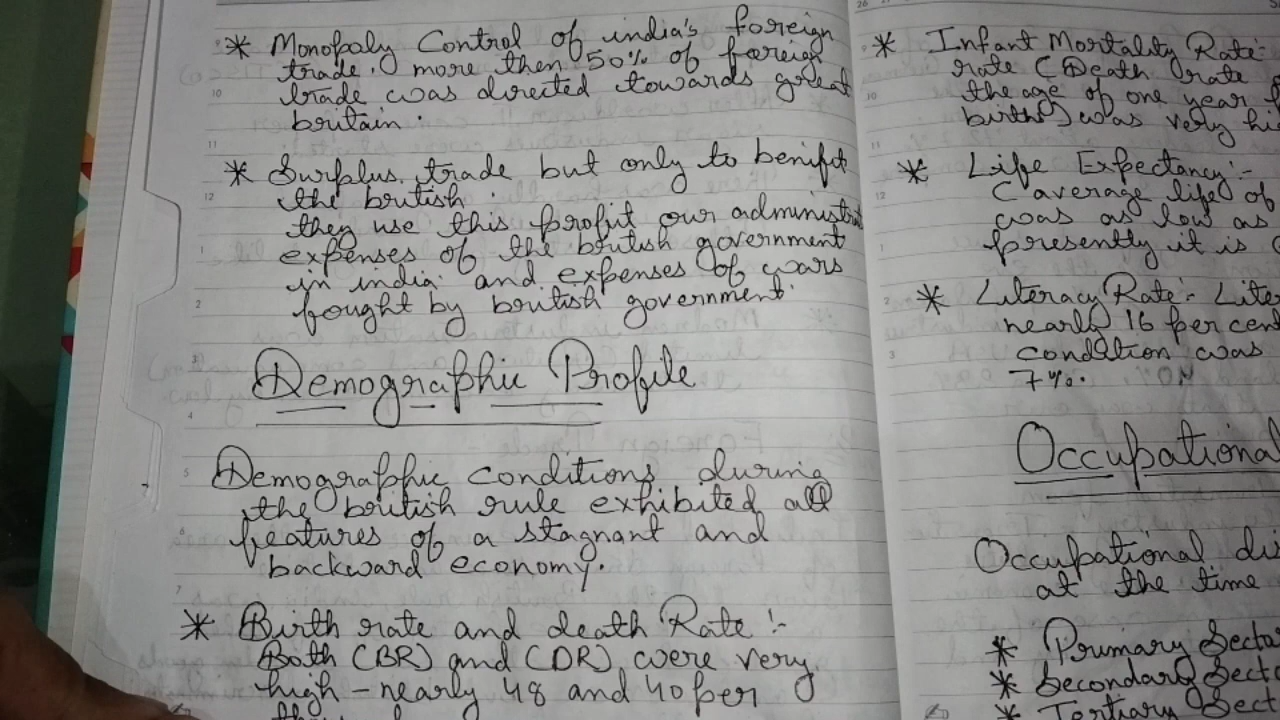 * Monopoly Control of india's foreign
trade. more then 50% of foreign
trade was directed towards great
britain.
* Surplus trade but only to benifit
the british.
they use this profit our administrat
expenses of the british government
in india and expenses of wars
fought by british government.
Demographic Profile
Demographic conditions during
the british rule exhibited all
features of a stagnant and
backward economy.
* Birth rate and death Rate :-
Both (BR) and (DR) were very
high - nearly 48 and 40 per
* Infant Mortality Rate:-
rate (Death rate
the age of one year
birth) was very hi
* Life Expectancy:-
(average life of
was as low as
presently it is
* Literacy Rate:- Liter
nearly 16 per cent
condition was
7%.
Occupational
Occupational dis
at the time
* Primary Secto
* Secondary Sect
* Tertiary Sect